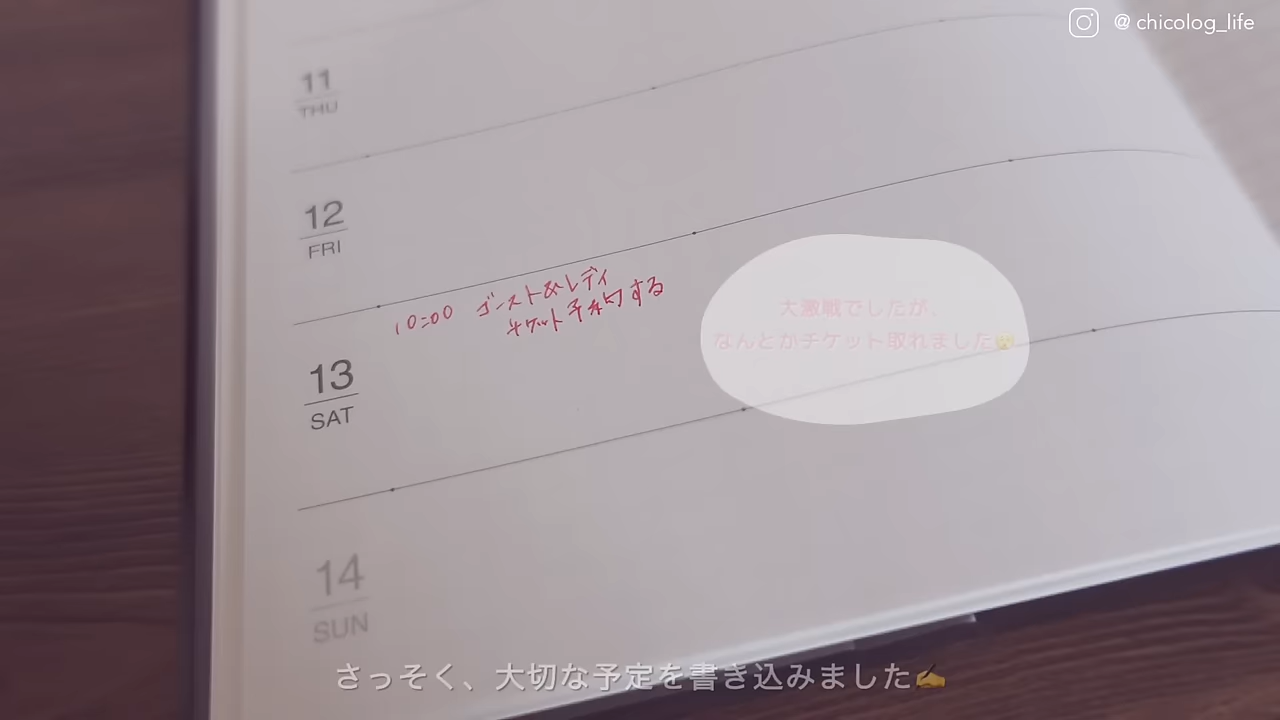 @ chicolog_life
11
THU
12
FRI
10:00 ゴースト&レディ
チケット予約する
13
SAT
大激戦でしたが、
なんとかチケット取れました😮
14
SUN
さっそく、大切な予定を書き込みました✍️